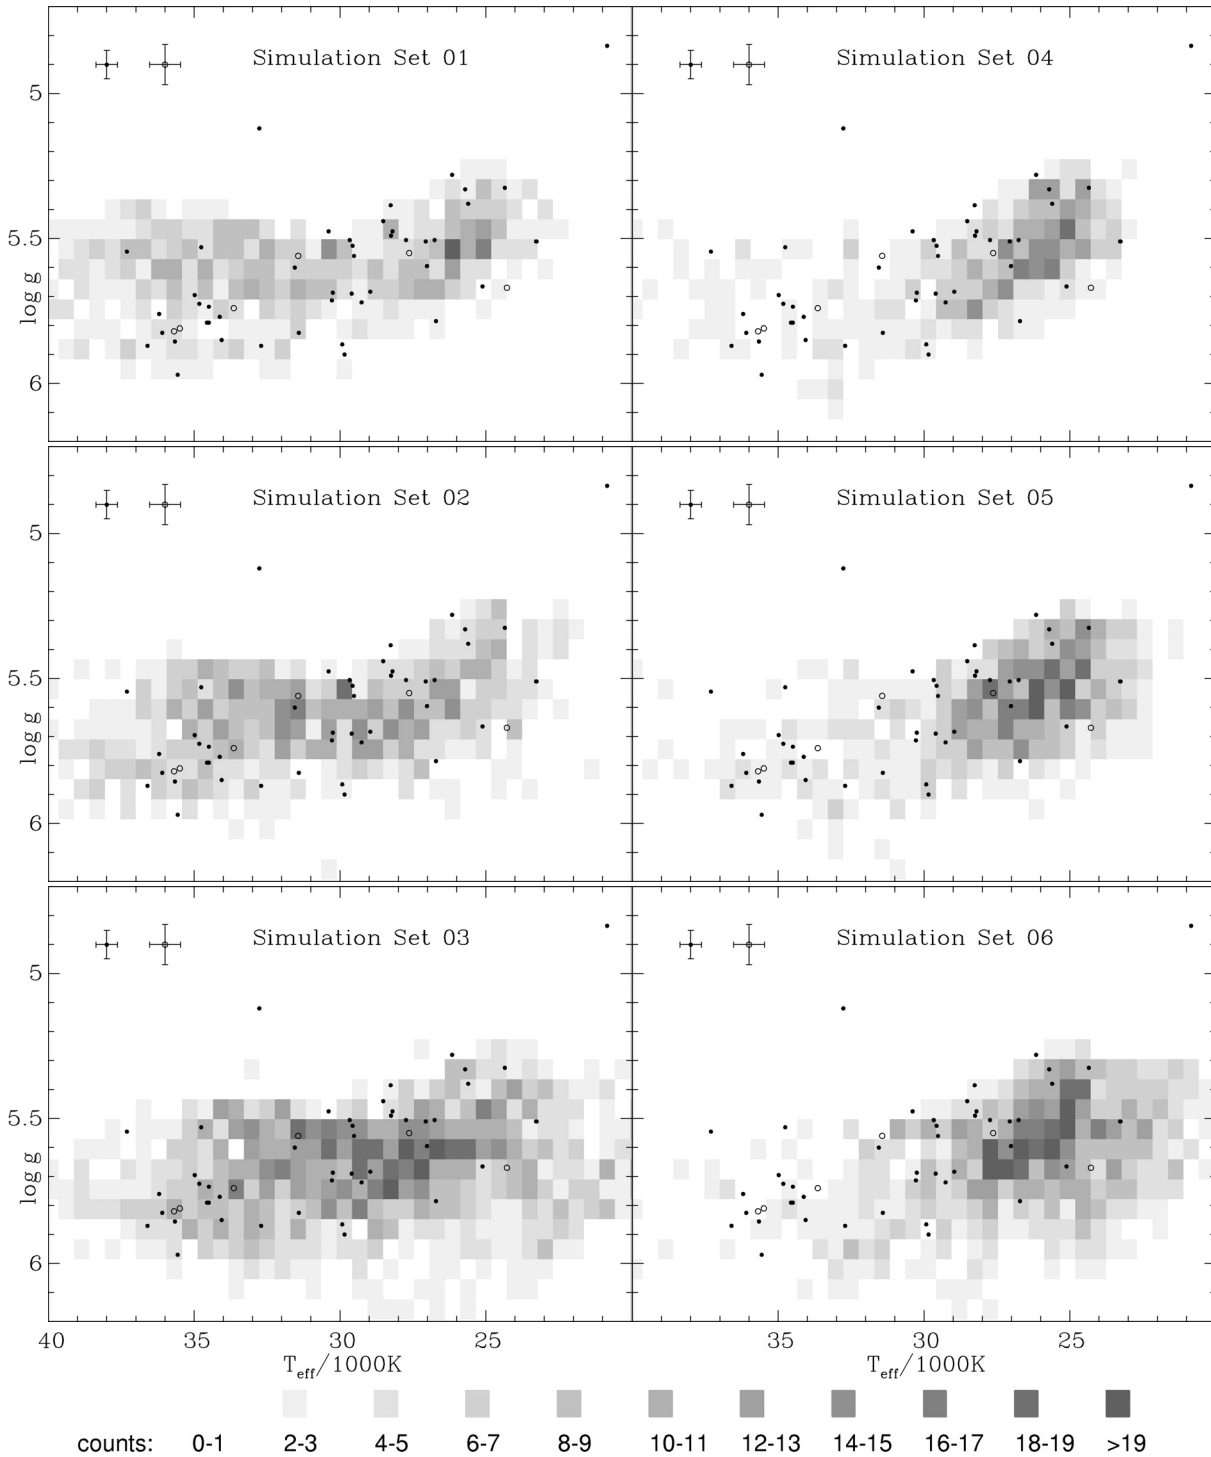 Simulation Set 01
Simulation Set 04
5
5.5
log g
6
Simulation Set 02
Simulation Set 05
5
5.5
log g
6
Simulation Set 03
Simulation Set 06
5
5.5
log g
6
40 35 30 25 35 30 25
Teff/1000K Teff/1000K
counts: 0-1 2-3 4-5 6-7 8-9 10-11 12-13 14-15 16-17 18-19 >19